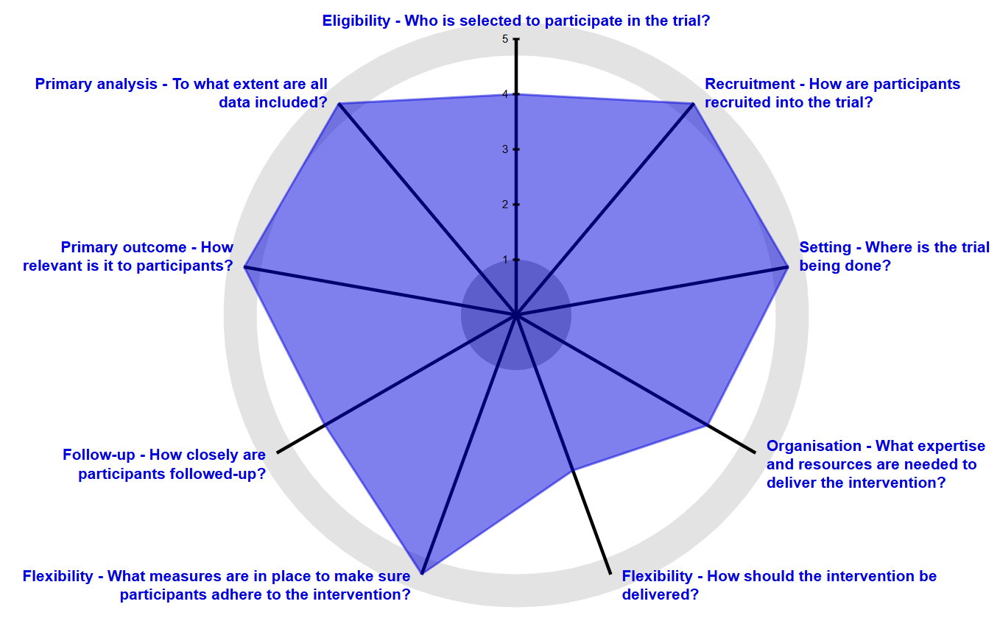 Eligibility - Who is selected to participate in the trial?
5
Primary analysis - To what extent are all
data included?
Recruitment - How are participants
recruited into the trial?
4
3
2
1
Primary outcome - How
relevant is it to participants?
Setting - Where is the trial
being done?
Follow-up - How closely are
participants followed-up?
Organisation - What expertise
and resources are needed to
deliver the intervention?
Flexibility - What measures are in place to make sure
participants adhere to the intervention?
Flexibility - How should the intervention be
delivered?